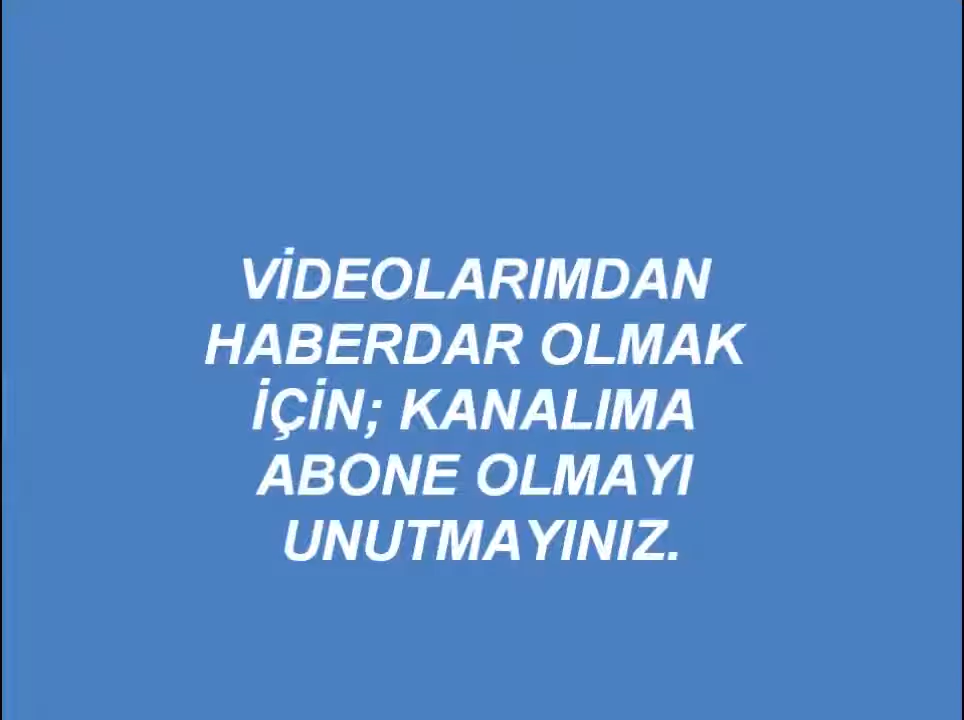 VİDEOLARIMDAN
HABERDAR OLMAK
İÇİN; KANALIMA
ABONE OLMAYI
UNUTMAYINIZ.